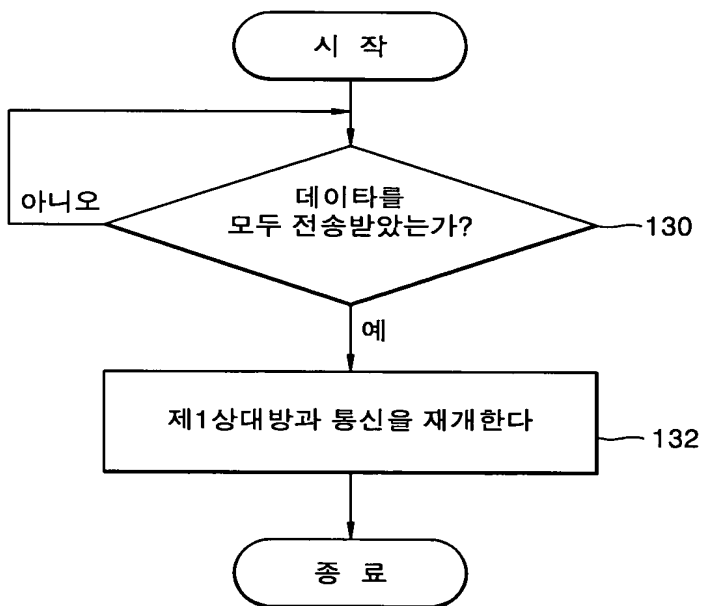 시 작
데이타를
모두 전송받았는가?
아니오
130
예
제1상대방과 통신을 재개한다
132
종 료